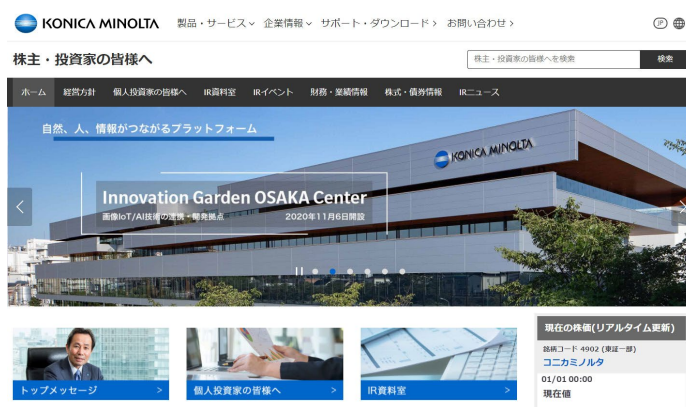 KONICA MINOLTA 製品・サービス 企業情報 サポート・ダウンロード お問い合わせ JP
株主・投資家の皆様へ 株主・投資家の皆様へを検索 検索
ホーム 経営方針 個人投資家の皆様へ IR資料室 IRイベント 財務・業績情報 株式・債券情報 IRニュース
自然、人、情報がつながるプラットフォーム
KONICA MINOLTA
Innovation Garden OSAKA Center
画像IoT/AI技術の連携・開発拠点 2020年11月6日開設
現在の株価(リアルタイム更新)
銘柄コード 4902 (東証一部)
コニカミノルタ
01/01 00:00
現在値
トップメッセージ > 個人投資家の皆様へ > IR資料室 >